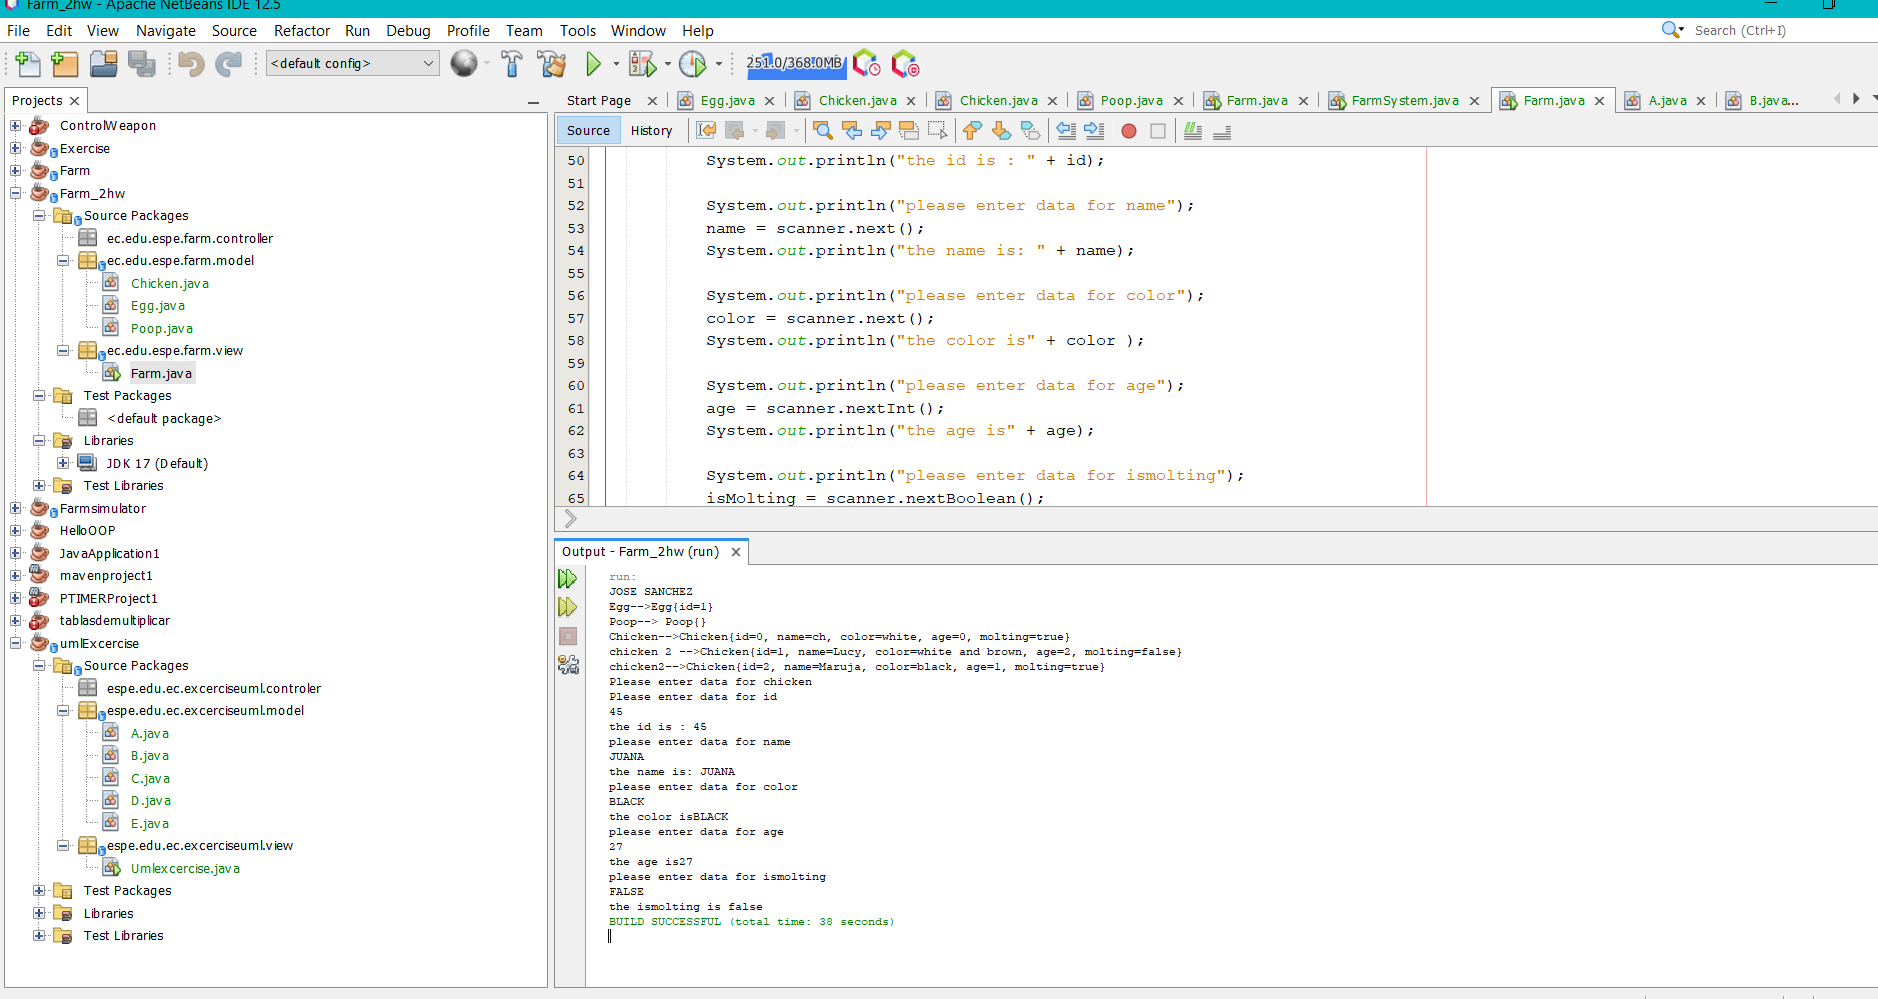 Farm_2hw - Apache NetBeans IDE 12.5
File Edit View Navigate Source Refactor Run Debug Profile Team Tools Window Help
Search (Ctrl+I)
<default config>
251.0/368.0MB
Projects
ControlWeapon
Exercise
Farm
Farm_2hw
Source Packages
ec.edu.espe.farm.controller
ec.edu.espe.farm.model
Chicken.java
Egg.java
Poop.java
ec.edu.espe.farm.view
Farm.java
Test Packages
<default package>
Libraries
JDK 17 (Default)
Test Libraries
Farmsimulator
HelloOOP
JavaApplication1
mavenproject1
PTIMERProject1
tablasdemultiplicar
umlExcercise
Source Packages
espe.edu.ec.excerciseuml.controler
espe.edu.ec.excerciseuml.model
A.java
B.java
C.java
D.java
E.java
espe.edu.ec.excerciseuml.view
Umlexcercise.java
Test Packages
Libraries
Test Libraries
Start Page Egg.java Chicken.java Chicken.java Poop.java Farm.java FarmSystem.java Farm.java A.java B.java...
Source History
50 System.out.println("the id is : " + id);
51
52 System.out.println("please enter data for name");
53 name = scanner.next();
54 System.out.println("the name is: " + name);
55
56 System.out.println("please enter data for color");
57 color = scanner.next();
58 System.out.println("the color is" + color );
59
60 System.out.println("please enter data for age");
61 age = scanner.nextInt();
62 System.out.println("the age is" + age);
63
64 System.out.println("please enter data for ismolting");
65 isMolting = scanner.nextBoolean();
Output - Farm_2hw (run)
run:
JOSE SANCHEZ
Egg-->Egg{id=1}
Poop--> Poop{}
Chicken-->Chicken{id=0, name=ch, color=white, age=0, molting=true}
chicken 2 -->Chicken{id=1, name=Lucy, color=white and brown, age=2, molting=false}
chicken2-->Chicken{id=2, name=Maruja, color=black, age=1, molting=true}
Please enter data for chicken
Please enter data for id
45
the id is : 45
please enter data for name
JUANA
the name is: JUANA
please enter data for color
BLACK
the color isBLACK
please enter data for age
27
the age is27
please enter data for ismolting
FALSE
the ismolting is false
BUILD SUCCESSFUL (total time: 38 seconds)